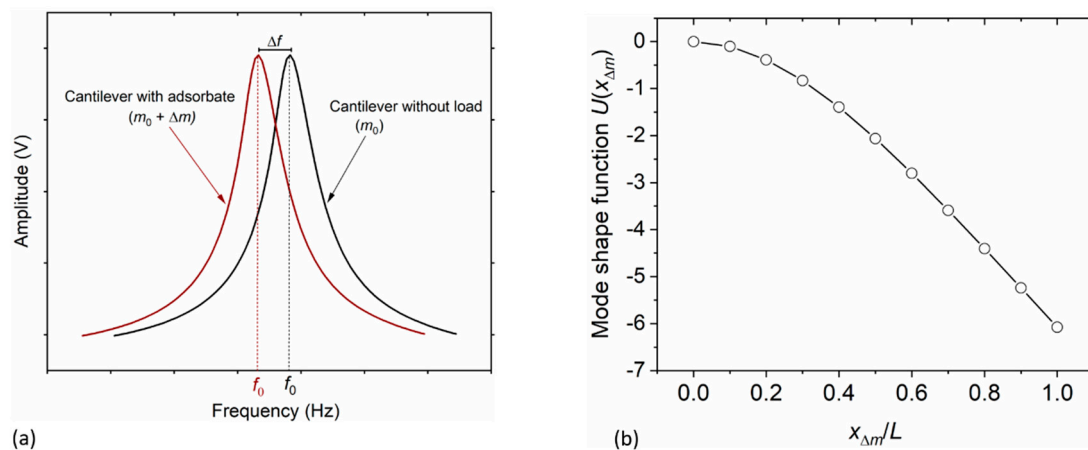 Δf
Cantilever with adsorbate
(m₀ + Δm)
Cantilever without load
(m₀)
Amplitude (V)
f₀ f₀
Frequency (Hz)
(a)
Mode shape function U(xΔm)
0
-1
-2
-3
-4
-5
-6
-7
0.0 0.2 0.4 0.6 0.8 1.0
xΔm/L
(b)